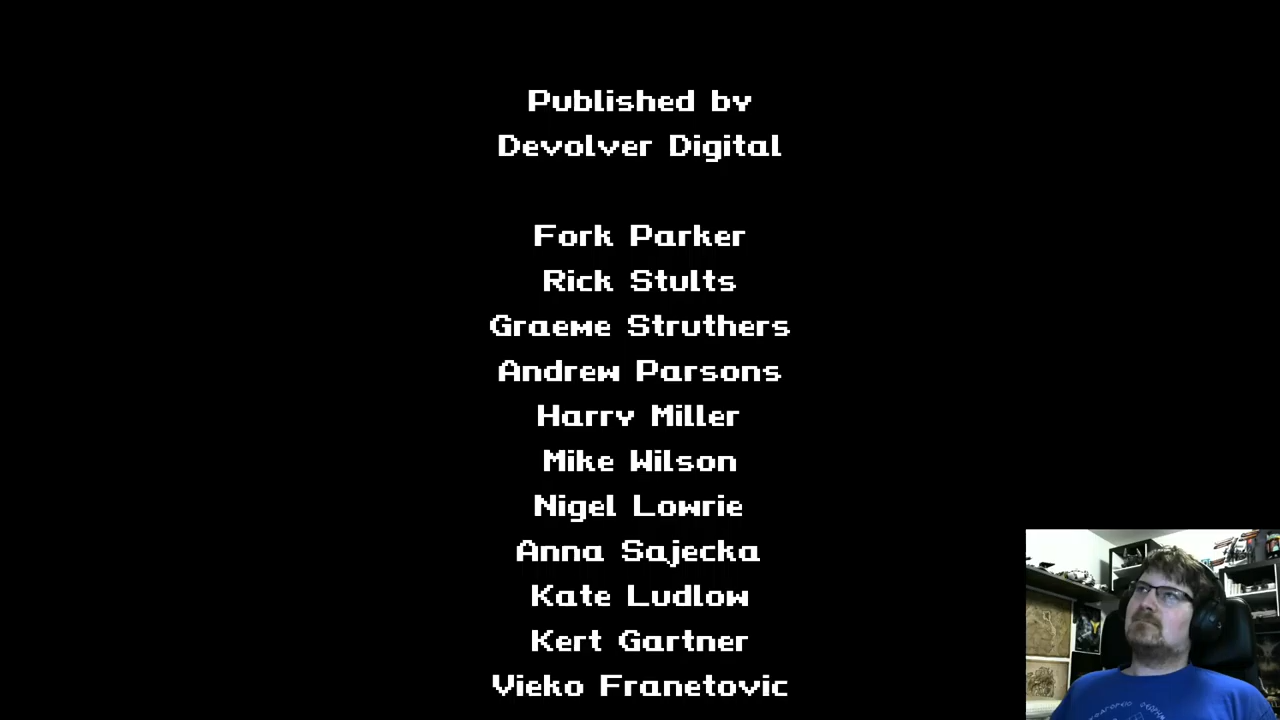 Published by
Devolver Digital
Fork Parker
Rick Stults
Graeme Struthers
Andrew Parsons
Harry Miller
Mike Wilson
Nigel Lowrie
Anna Sajecka
Kate Ludlow
Kert Gartner
Vieko Franetovic